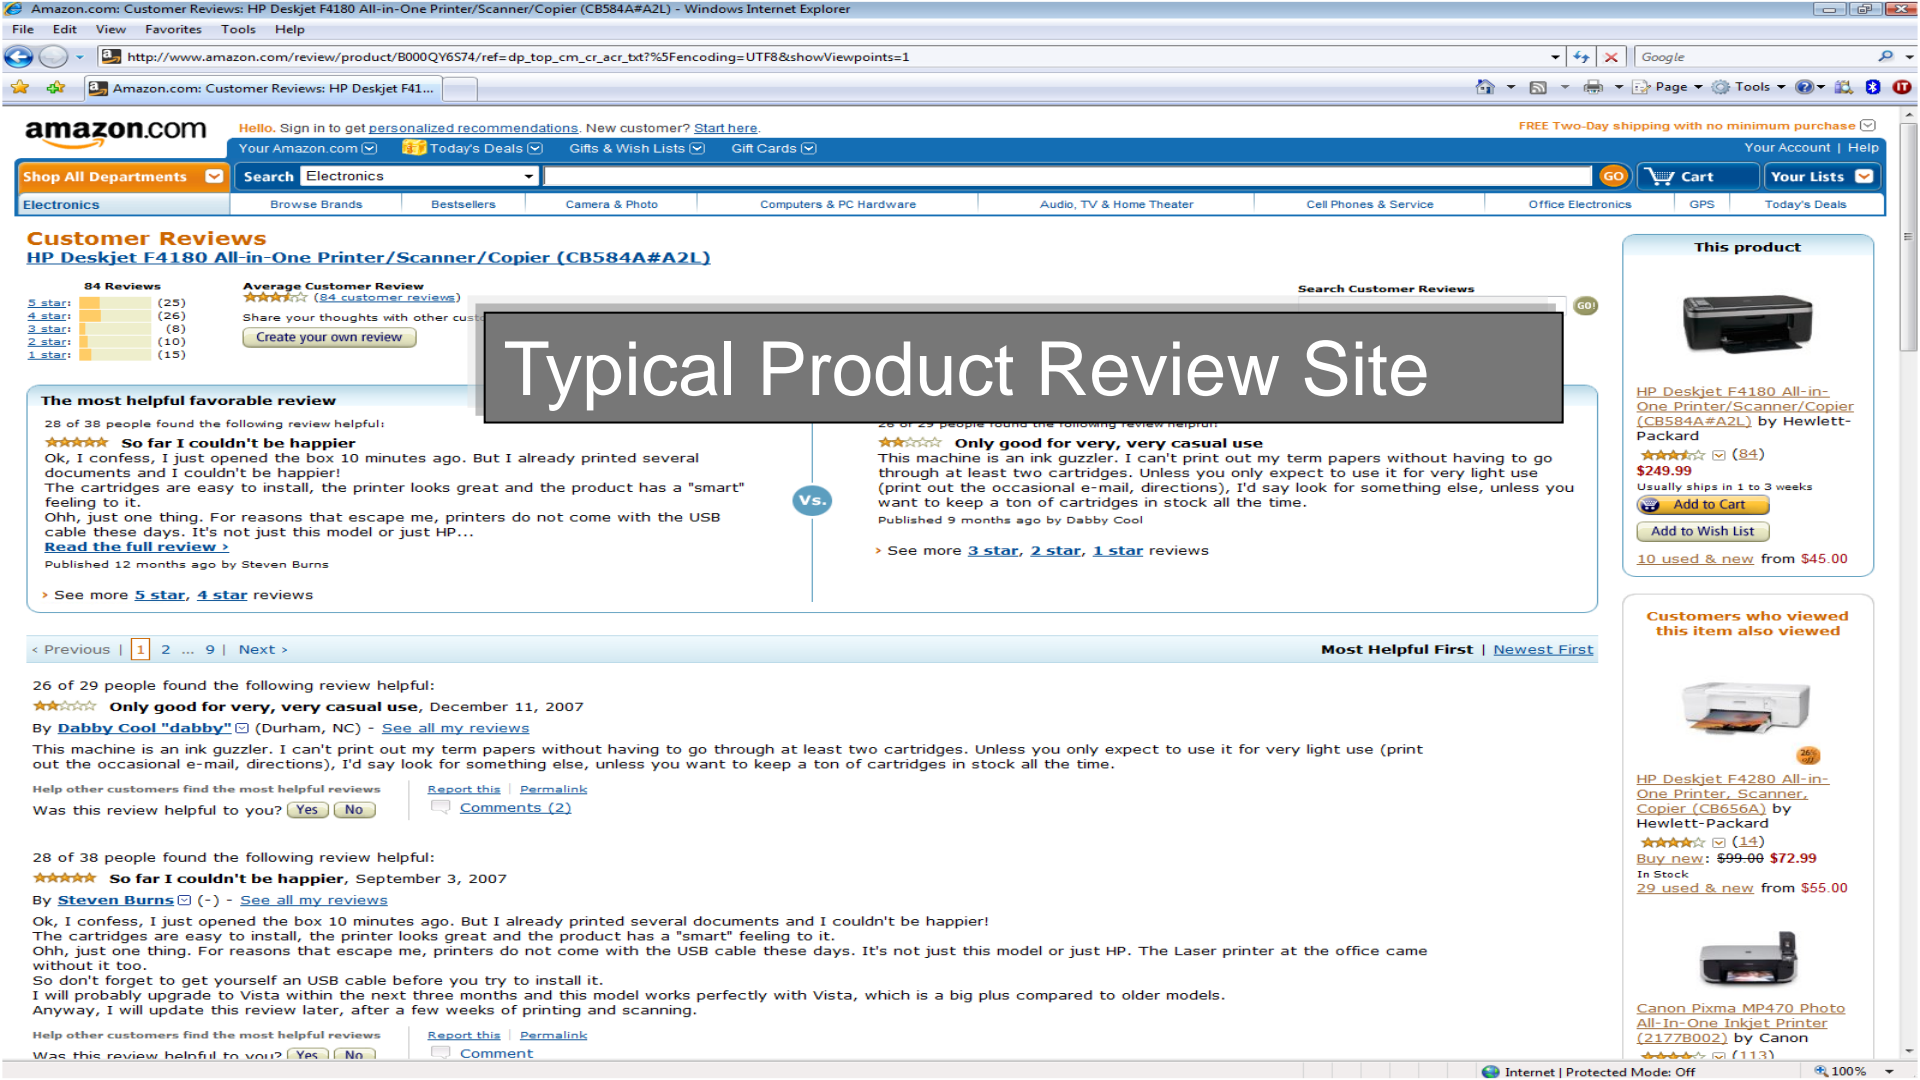 Amazon.com: Customer Reviews: HP Deskjet F4180 All-in-One Printer/Scanner/Copier (CB584A#A2L) - Windows Internet Explorer
File Edit View Favorites Tools Help
http://www.amazon.com/review/product/B000QY6S74/ref=dp_top_cm_cr_acr_txt?%5Fencoding=UTF8&showViewpoints=1
Google
Amazon.com: Customer Reviews: HP Deskjet F41...
Page Tools
amazon.com
Hello. Sign in to get personalized recommendations. New customer? Start here.
FREE Two-Day shipping with no minimum purchase
Your Amazon.com Today's Deals Gifts & Wish Lists Gift Cards
Your Account | Help
Shop All Departments Search Electronics GO Cart Your Lists
Electronics Browse Brands Bestsellers Camera & Photo Computers & PC Hardware Audio, TV & Home Theater Cell Phones & Service Office Electronics GPS Today's Deals
Customer Reviews
HP Deskjet F4180 All-in-One Printer/Scanner/Copier (CB584A#A2L)
84 Reviews
5 star: (25)
4 star: (26)
3 star: (8)
2 star: (10)
1 star: (15)
Average Customer Review
(84 customer reviews)
Share your thoughts with other
Create your own review
Search Customer Reviews
GO!
Typical Product Review Site
The most helpful favorable review
28 of 38 people found the following review helpful:
So far I couldn't be happier
Ok, I confess, I just opened the box 10 minutes ago. But I already printed several
documents and I couldn't be happier!
The cartridges are easy to install, the printer looks great and the product has a "smart"
feeling to it.
Ohh, just one thing. For reasons that escape me, printers do not come with the USB
cable these days. It's not just this model or just HP...
Read the full review ›
Published 12 months ago by Steven Burns
› See more 5 star, 4 star reviews
Vs.
26 of 29 people found the following review helpful:
Only good for very, very casual use
This machine is an ink guzzler. I can't print out my term papers without having to go
through at least two cartridges. Unless you only expect to use it for very light use
(print out the occasional e-mail, directions), I'd say look for something else, unless you
want to keep a ton of cartridges in stock all the time.
Published 9 months ago by Dabby Cool
› See more 3 star, 2 star, 1 star reviews
‹ Previous | 1 2 ... 9 | Next ›
Most Helpful First | Newest First
26 of 29 people found the following review helpful:
Only good for very, very casual use, December 11, 2007
By Dabby Cool "dabby" (Durham, NC) - See all my reviews
This machine is an ink guzzler. I can't print out my term papers without having to go through at least two cartridges. Unless you only expect to use it for very light use (print
out the occasional e-mail, directions), I'd say look for something else, unless you want to keep a ton of cartridges in stock all the time.
Help other customers find the most helpful reviews
Was this review helpful to you? Yes No
Report this | Permalink
Comments (2)
28 of 38 people found the following review helpful:
So far I couldn't be happier, September 3, 2007
By Steven Burns (-) - See all my reviews
Ok, I confess, I just opened the box 10 minutes ago. But I already printed several documents and I couldn't be happier!
The cartridges are easy to install, the printer looks great and the product has a "smart" feeling to it.
Ohh, just one thing. For reasons that escape me, printers do not come with the USB cable these days. It's not just this model or just HP. The Laser printer at the office came
without it too.
So don't forget to get yourself an USB cable before you try to install it.
I will probably upgrade to Vista within the next three months and this model works perfectly with Vista, which is a big plus compared to older models.
Anyway, I will update this review later, after a few weeks of printing and scanning.
Help other customers find the most helpful reviews
Was this review helpful to you? Yes No
Report this | Permalink
Comment
This product
HP Deskjet F4180 All-in-
One Printer/Scanner/Copier
(CB584A#A2L) by Hewlett-
Packard
(84)
$249.99
Usually ships in 1 to 3 weeks
Add to Cart
Add to Wish List
10 used & new from $45.00
Customers who viewed
this item also viewed
26%
off
HP Deskjet F4280 All-in-
One Printer, Scanner,
Copier (CB656A) by
Hewlett-Packard
(14)
Buy new: $99.00 $72.99
In Stock
29 used & new from $55.00
Canon Pixma MP470 Photo
All-In-One Inkjet Printer
(2177B002) by Canon
(113)
Internet | Protected Mode: Off
100%